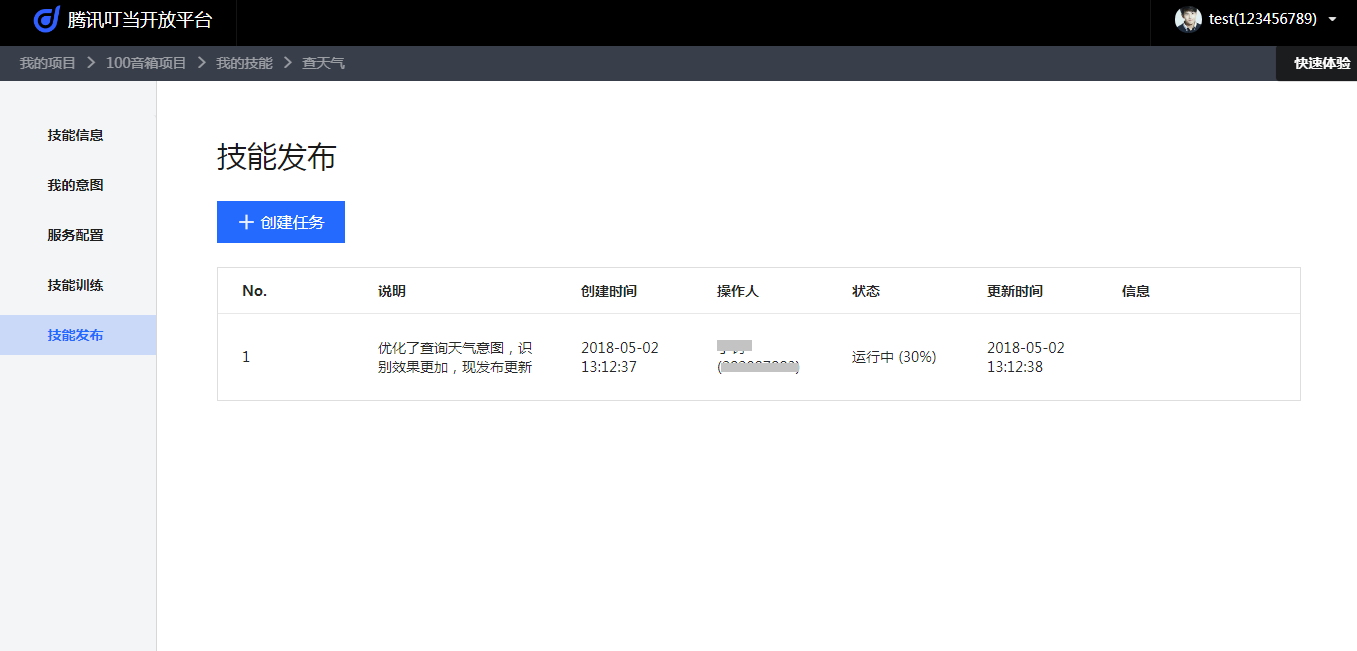 腾讯叮当开放平台
test(123456789)
我的项目 > 100音箱项目 > 我的技能 > 查天气
快速体验
技能信息
我的意图
服务配置
技能训练
技能发布
技能发布
+ 创建任务
No. 说明 创建时间 操作人 状态 更新时间 信息
1
优化了查询天气意图，识
别效果更加，现发布更新
2018-05-02
13:12:37
运行中 (30%)
2018-05-02
13:12:38